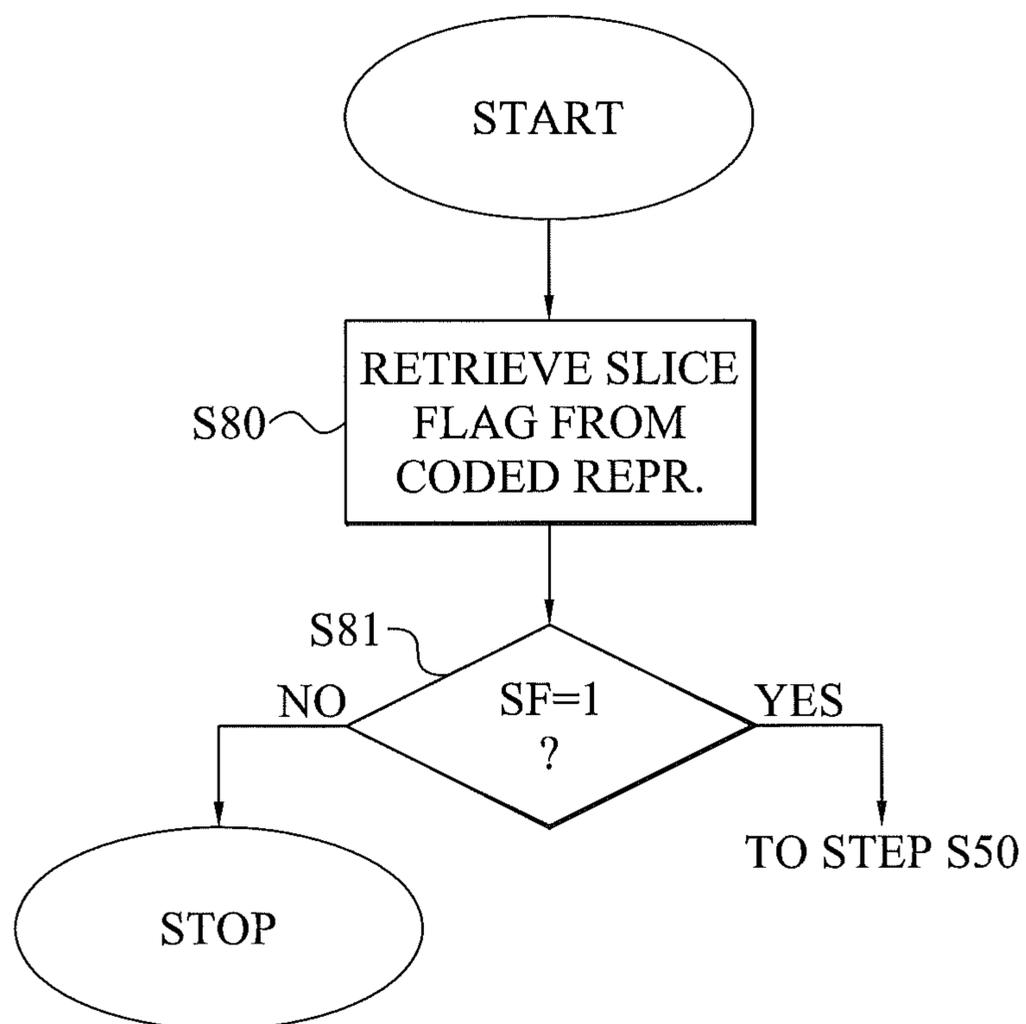 START
RETRIEVE SLICE
FLAG FROM
CODED REPR.
S80
S81
SF=1
?
NO
YES
TO STEP S50
STOP